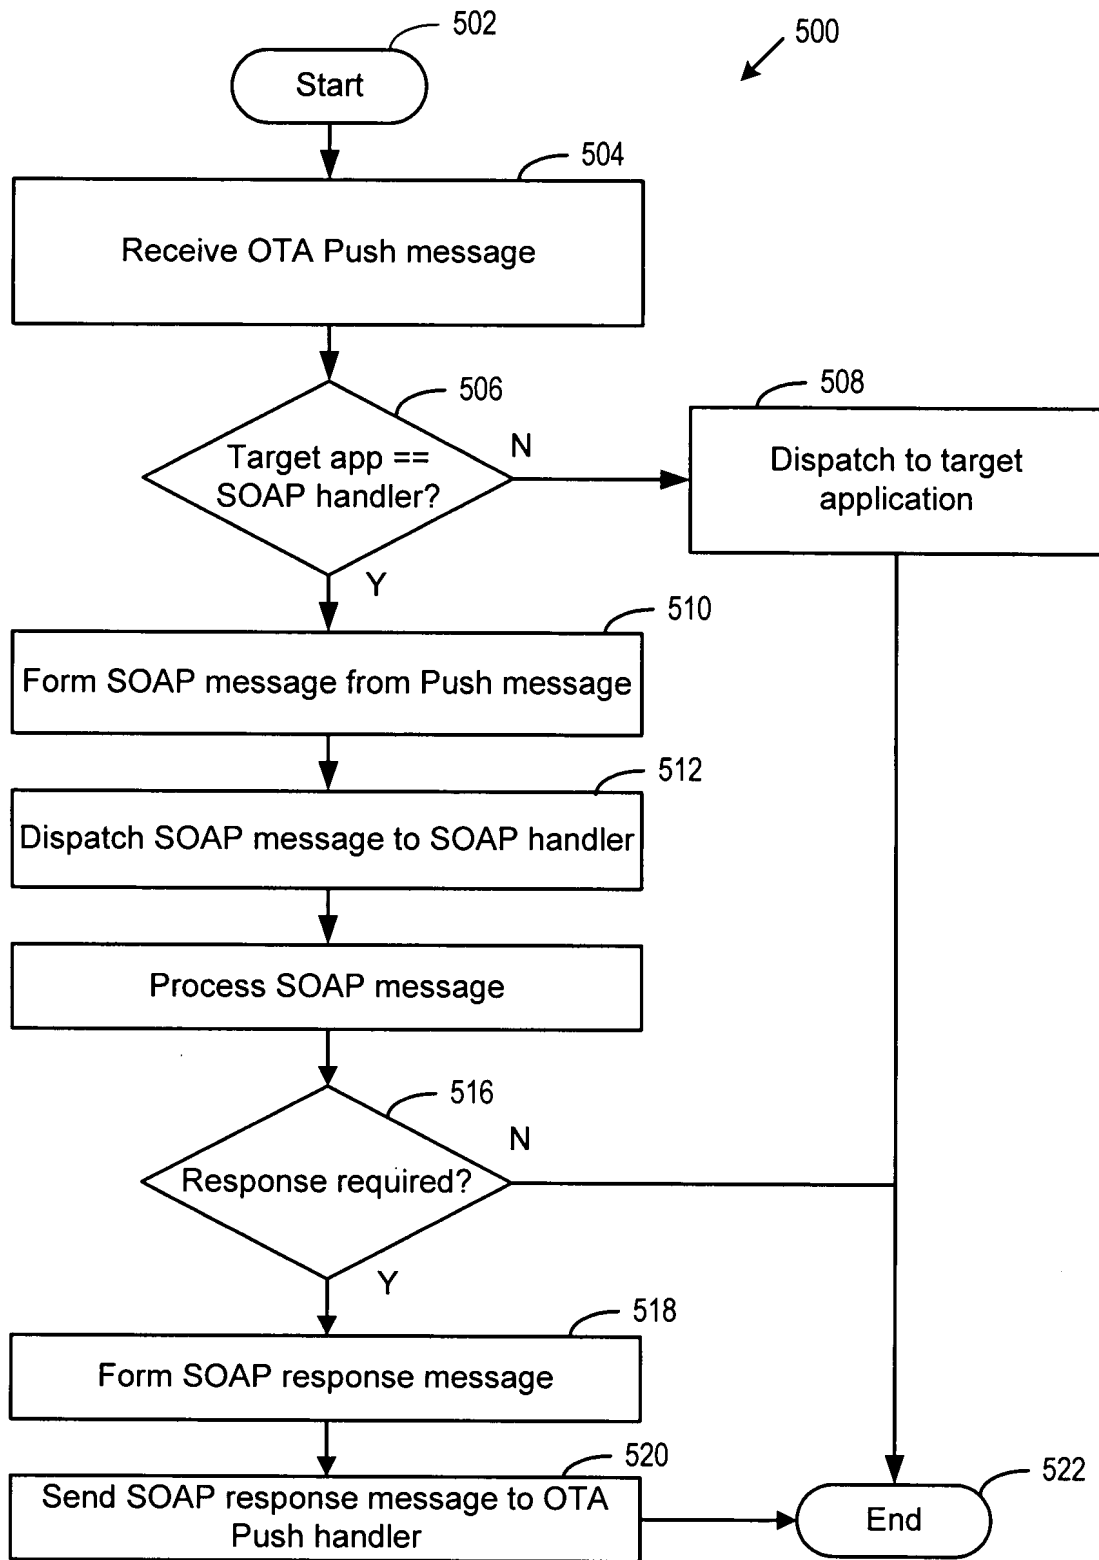 502
500
Start
504
Receive OTA Push message
506
508
Target app ==
SOAP handler?
N
Dispatch to target
application
Y
510
Form SOAP message from Push message
512
Dispatch SOAP message to SOAP handler
Process SOAP message
516
N
Response required?
Y
518
Form SOAP response message
520
522
Send SOAP response message to OTA
Push handler
End